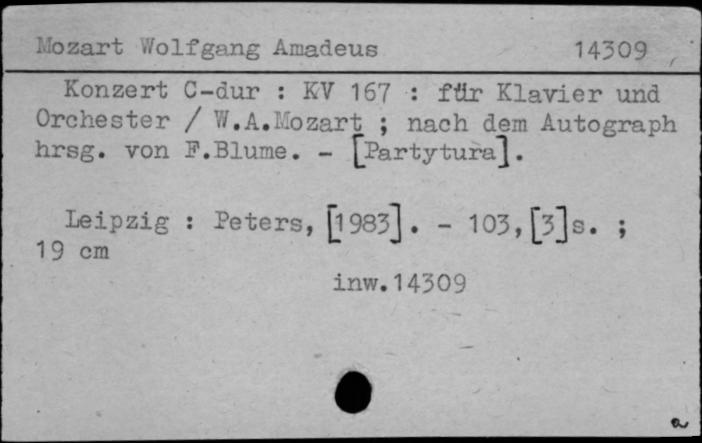 Mozart Wolfgang Amadeus 14309
Konzert C-dur : KV 167 : für Klavier und
Orchester / W.A.Mozart ; nach dem Autograph
hrsg. von F.Blume. - [Partytura].
Leipzig : Peters, [1983]. - 103,[3]s. ;
19 cm
inw.14309
a